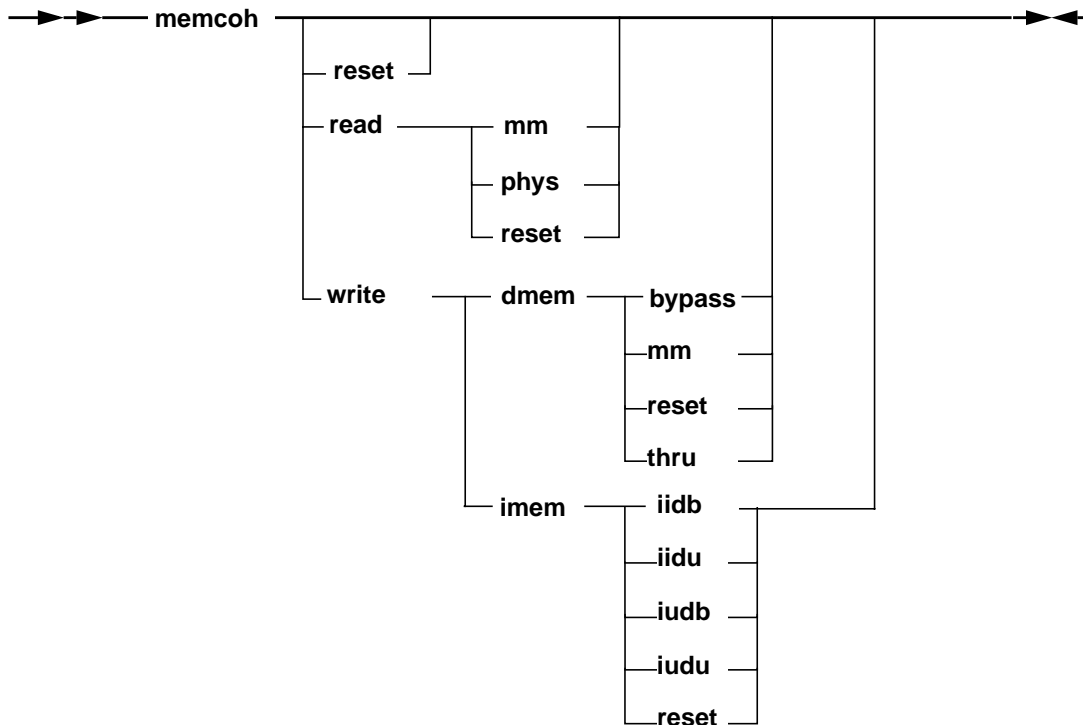 memcoh
reset
read mm
phys
reset
write dmem bypass
mm
reset
thru
imem iidb
iidu
iudb
iudu
reset